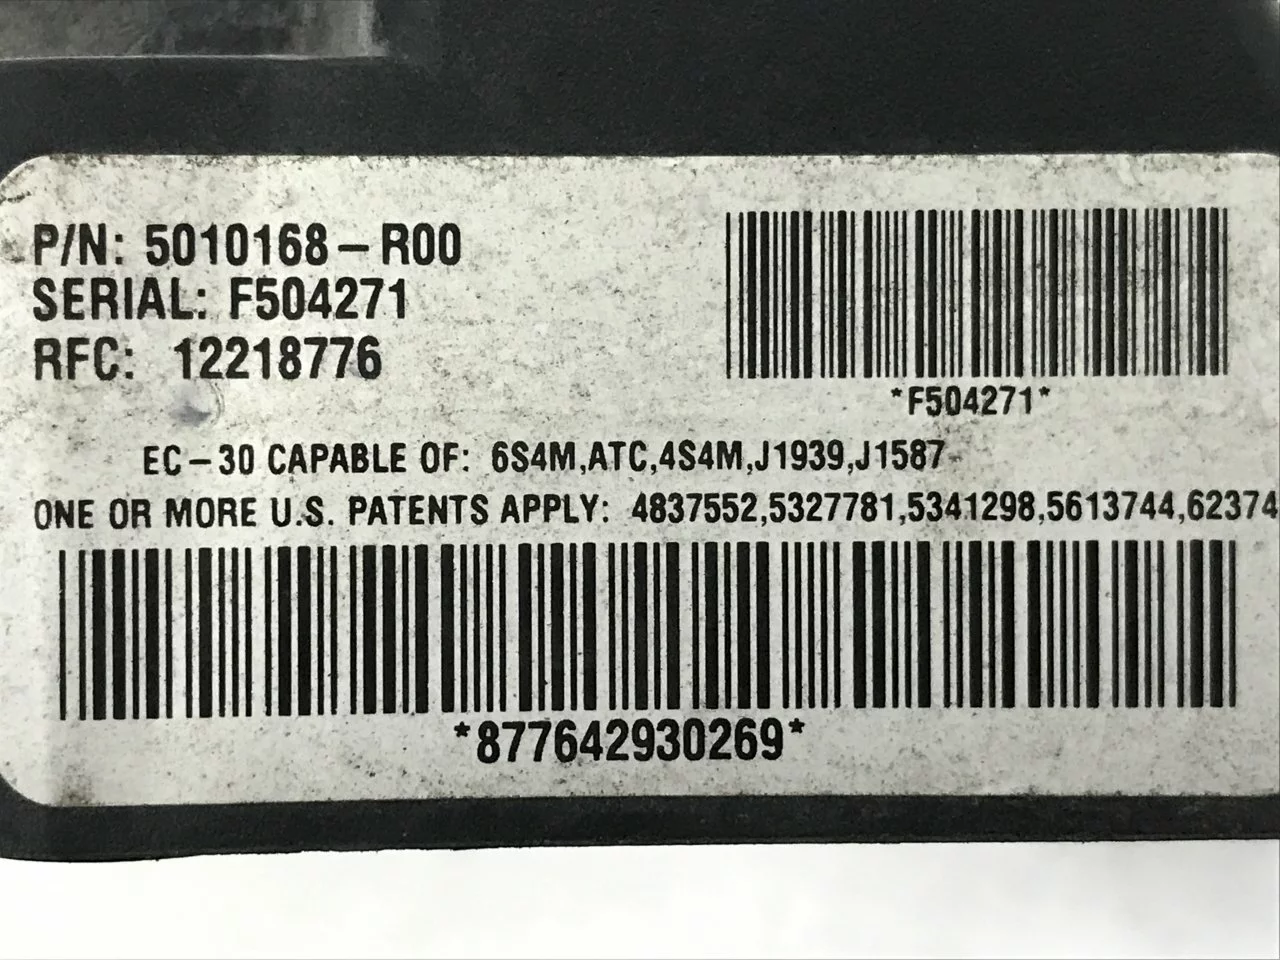 P/N: 5010168-R00
SERIAL: F504271
RFC: 12218776
*F504271*
EC-30 CAPABLE OF: 6S4M,ATC,4S4M,J1939,J1587
ONE OR MORE U.S. PATENTS APPLY: 4837552,5327781,5341298,5613744,62374
*877642930269*